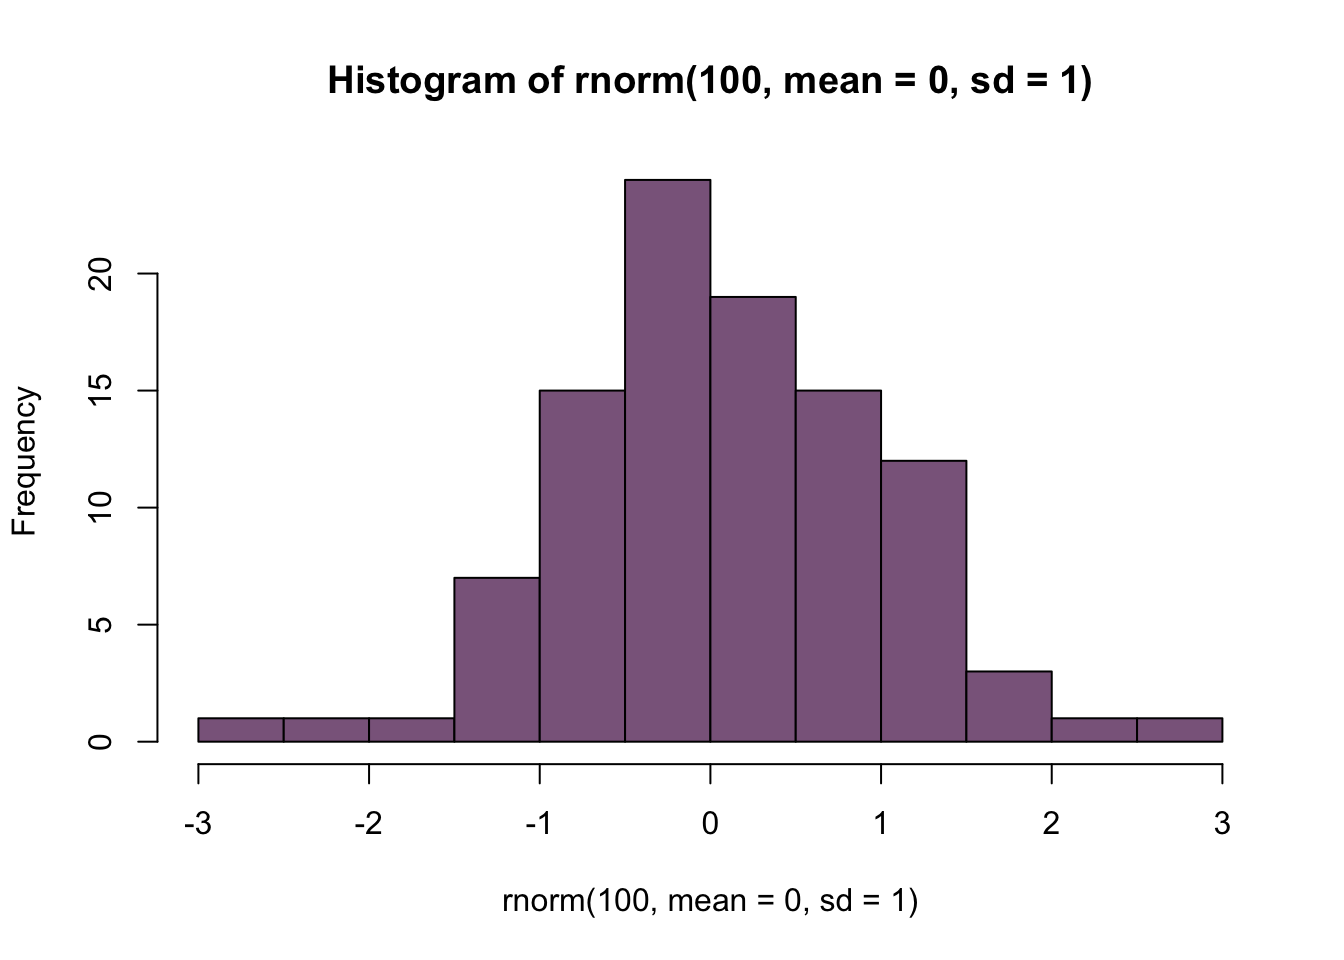 Histogram of rnorm(100, mean = 0, sd = 1)
Frequency
20
15
10
5
0
-3 -2 -1 0 1 2 3
rnorm(100, mean = 0, sd = 1)